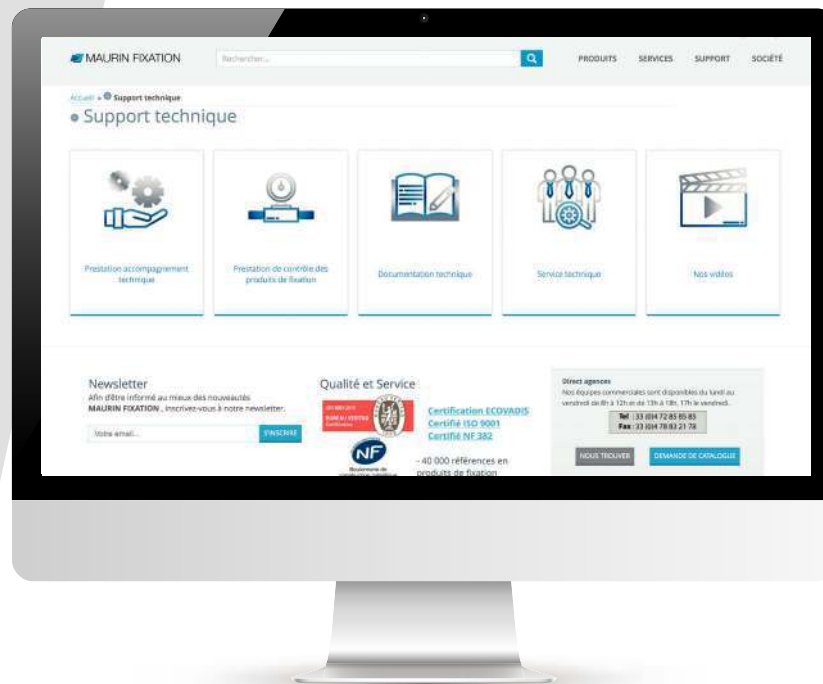 MAURIN FIXATION
Rechercher...
PRODUITS SERVICES SUPPORT SOCIÉTÉ
Accueil » Support technique
Support technique
Prestation accompagnement
technique
Prestation de contrôle des
produits de fixation
Documentation technique
Service technique
Nos vidéos
Newsletter
Afin d'être informé au mieux des nouveautés
MAURIN FIXATION , inscrivez-vous à notre newsletter.
Votre email...
S'INSCRIRE
Qualité et Service
BUREAU VERITAS
Certification
NF
Certification ECOVADIS
Certifié ISO 9001
Certifié NF 382
- 40 000 références en
produits de fixation
Direct agences
Nos équipes commerciales sont disponibles du lundi au
vendredi de 8h à 12h et de 13h à 18h, 17h le vendredi.
Tel : 33 (0)4 72 85 85 85
Fax : 33 (0)4 78 83 21 78
NOUS TROUVER
DEMANDE DE CATALOGUE